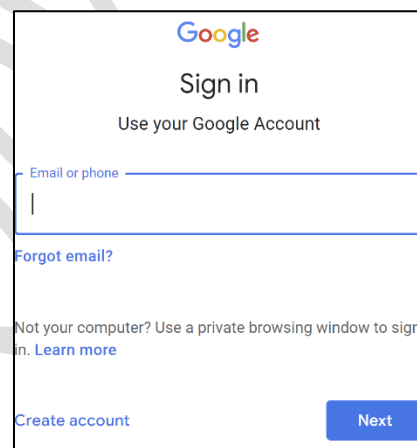 Google
Sign in
Use your Google Account
Email or phone
Forgot email?
Not your computer? Use a private browsing window to sign
in. Learn more
Create account
Next